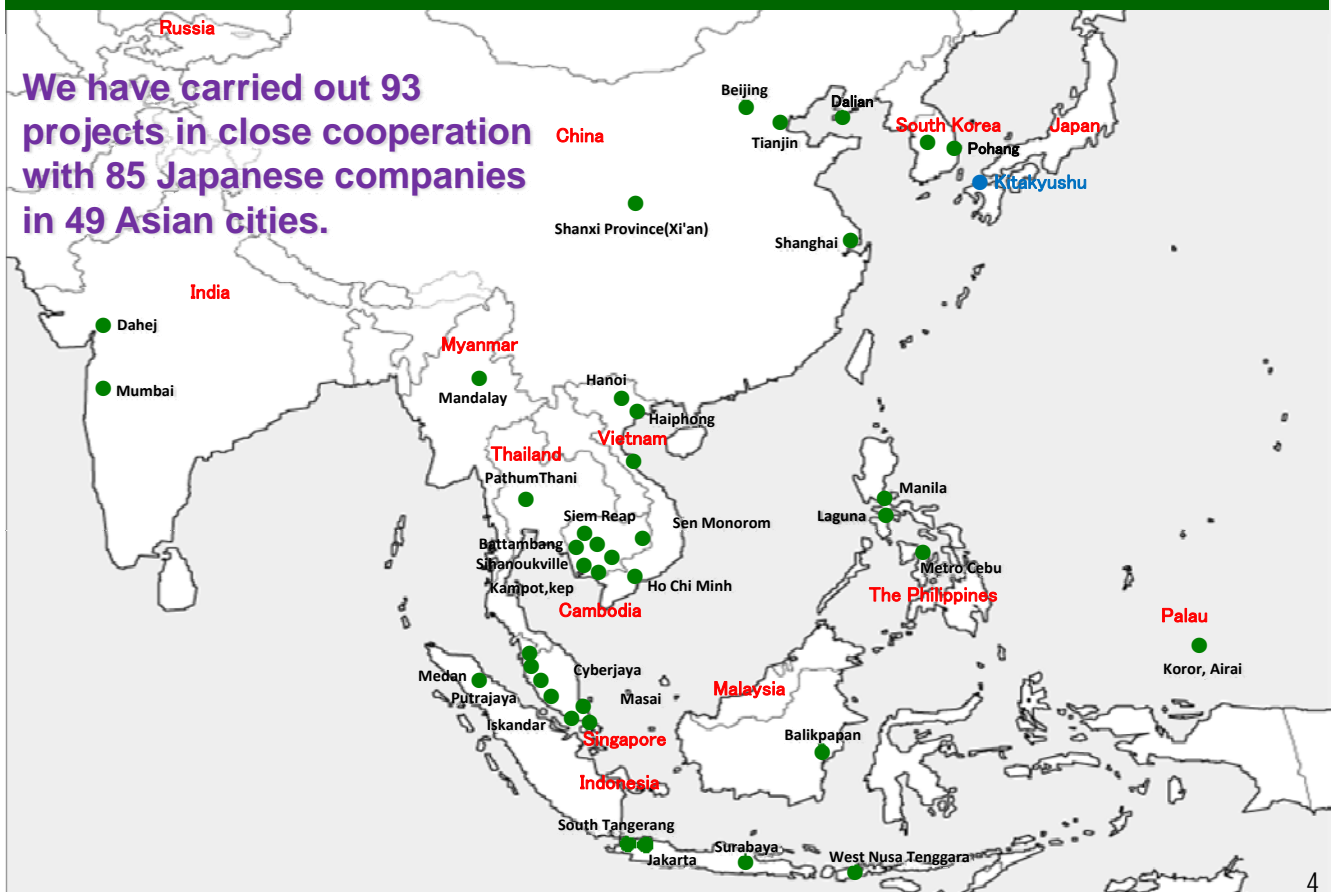 Russia
We have carried out 93
projects in close cooperation
with 85 Japanese companies
in 49 Asian cities.
Beijing
Dalian
China
Tianjin
South Korea
Japan
Pohang
Kitakyushu
Shanxi Province(Xi'an)
Shanghai
India
Dahej
Myanmar
Mumbai
Mandalay
Hanoi
Haiphong
Vietnam
Thailand
PathumThani
Manila
Laguna
Siem Reap
Sen Monorom
Battambang
Sihanoukville
Metro Cebu
Kampot,kep
Ho Chi Minh
The Philippines
Cambodia
Palau
Koror, Airai
Cyberjaya
Medan
Malaysia
Putrajaya
Masai
Iskandar
Singapore
Balikpapan
Indonesia
South Tangerang
Jakarta
Surabaya
West Nusa Tenggara
4